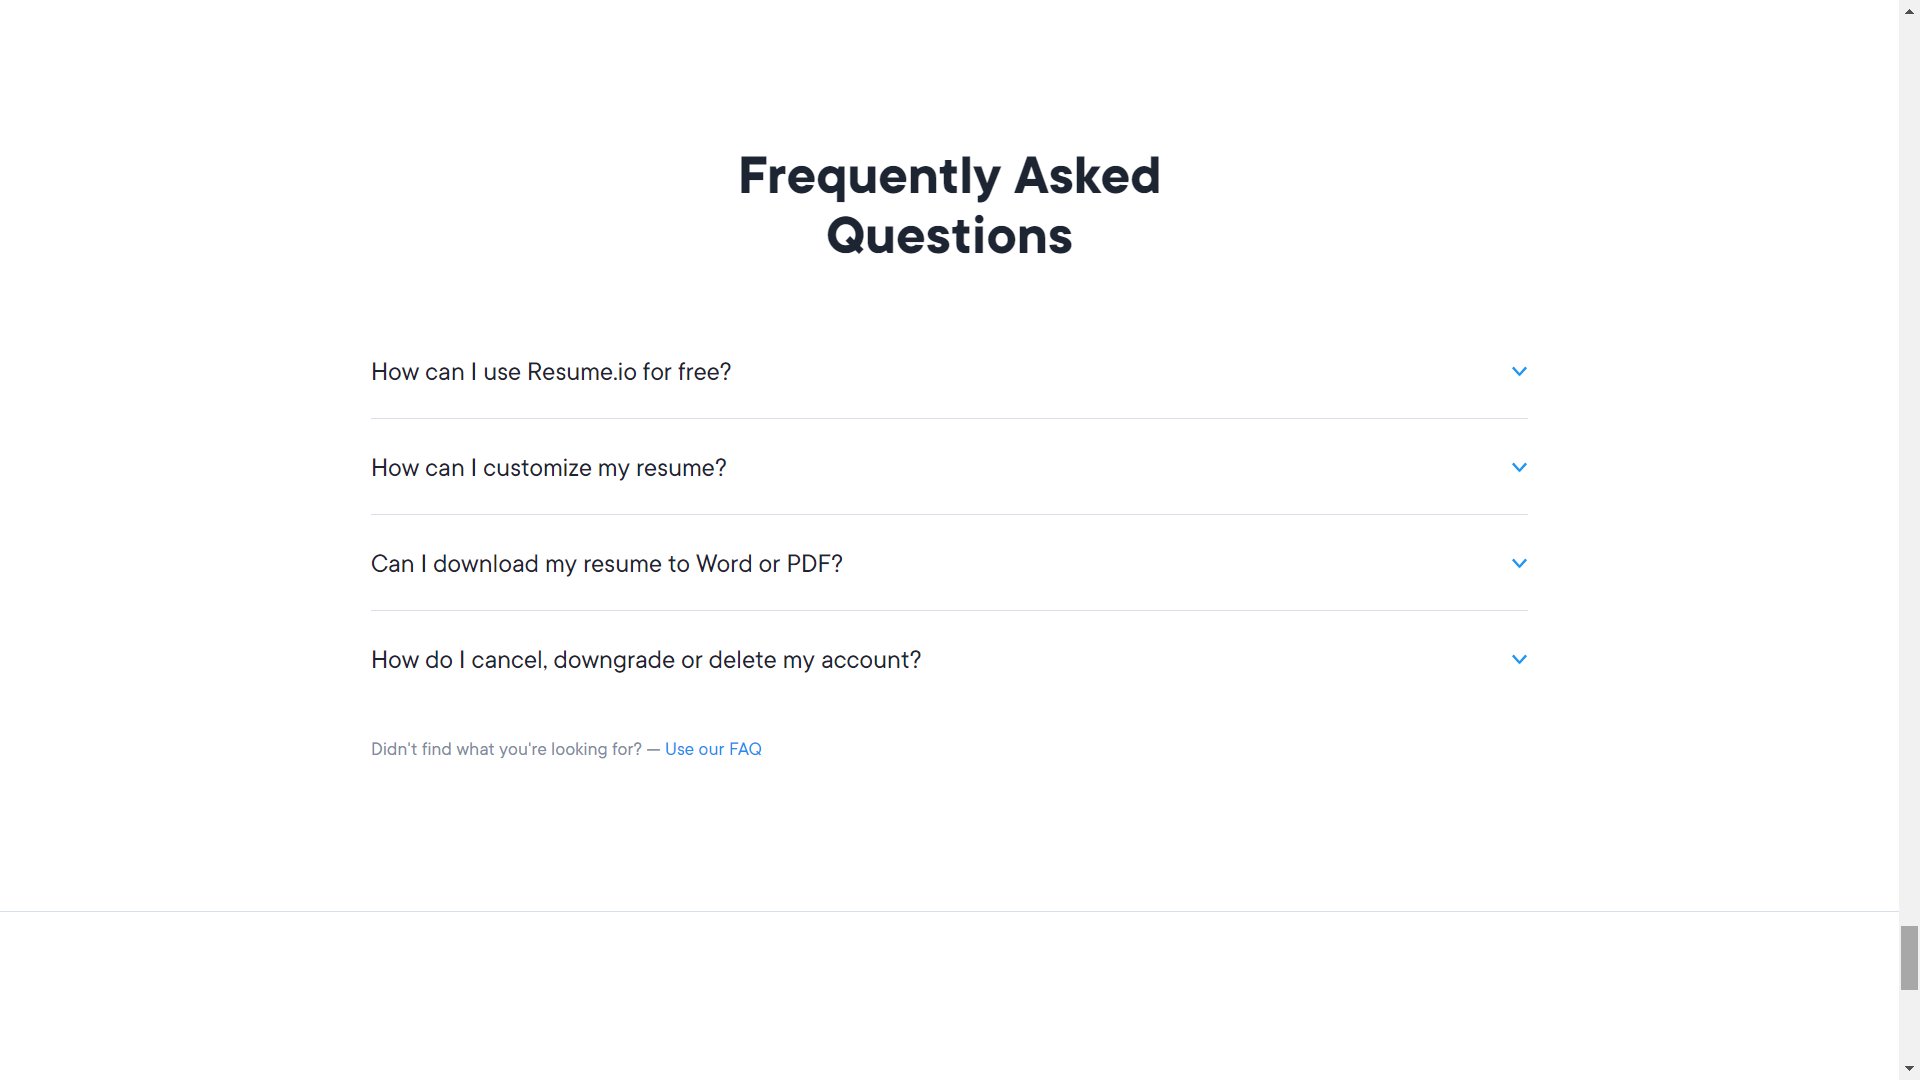 Frequently Asked
Questions
How can I use Resume.io for free?
How can I customize my resume?
Can I download my resume to Word or PDF?
How do I cancel, downgrade or delete my account?
Didn't find what you're looking for? — Use our FAQ